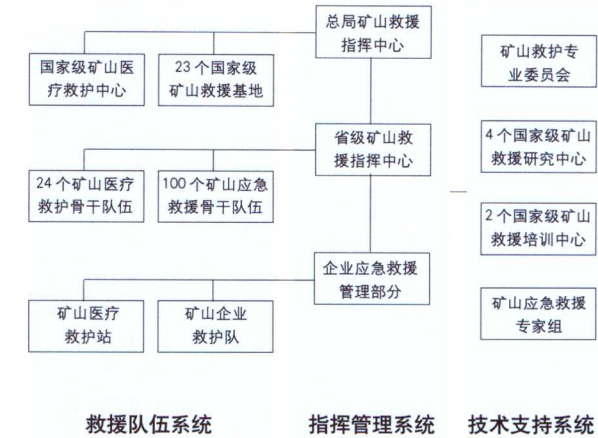 总局矿山救援
指挥中心
国家级矿山医
疗救护中心
23个国家级
矿山救援基地
矿山救护专
业委员会
省级矿山救
援指挥中心
4个国家级矿山
救援研究中心
24个矿山医疗
救护骨干队伍
100个矿山应急
救援骨干队伍
2个国家级矿山
救援培训中心
企业应急救援
管理部分
矿山医疗
救护站
矿山企业
救护队
矿山应急救援
专家组
救援队伍系统
指挥管理系统
技术支持系统